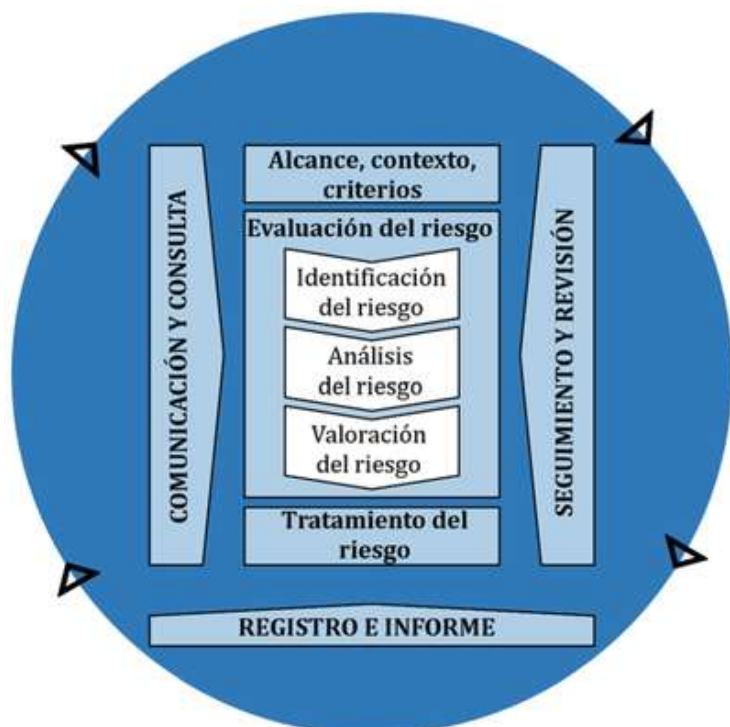 Alcance, contexto,
criterios
Evaluación del riesgo
Identificación
del riesgo
Análisis
del riesgo
Valoración
del riesgo
Tratamiento del
riesgo
COMUNICACIÓN Y CONSULTA
SEGUIMIENTO Y REVISIÓN
REGISTRO E INFORME